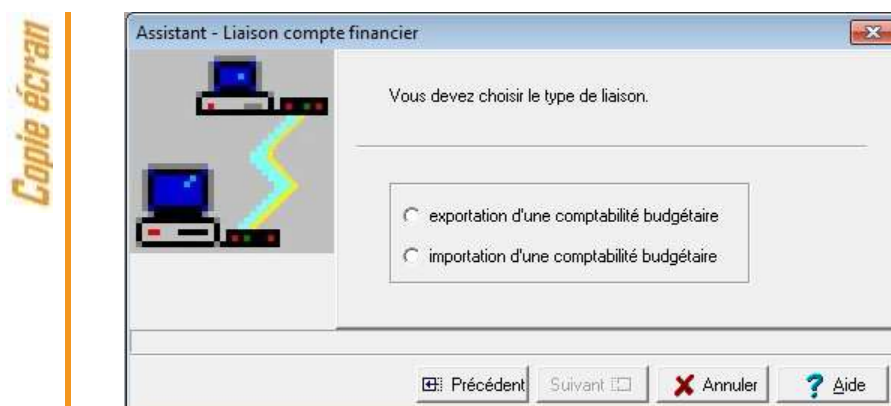 Copie écran
Assistant - Liaison compte financier
Vous devez choisir le type de liaison.
exportation d'une comptabilité budgétaire
importation d'une comptabilité budgétaire
Précédent Suivant Annuler ? Aide